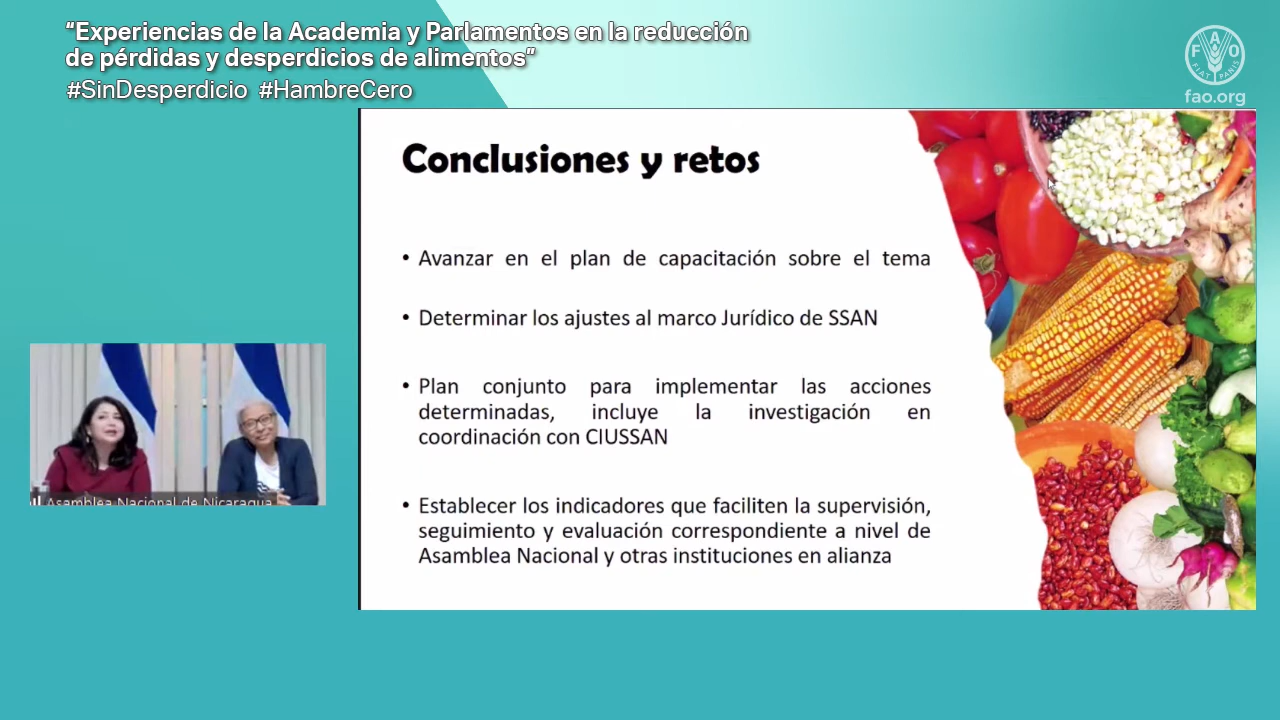 “Experiencias de la Academia y Parlamentos en la reducción
de pérdidas y desperdicios de alimentos”
#SinDesperdicio #HambreCero
FAO
FIAT PANIS
fao.org
Conclusiones y retos
• Avanzar en el plan de capacitación sobre el tema
• Determinar los ajustes al marco Jurídico de SSAN
• Plan conjunto para implementar las acciones
determinadas, incluye la investigación en
coordinación con CIUSSAN
• Establecer los indicadores que faciliten la supervisión,
seguimiento y evaluación correspondiente a nivel de
Asamblea Nacional y otras instituciones en alianza
Asamblea Nacional de Nicaragua